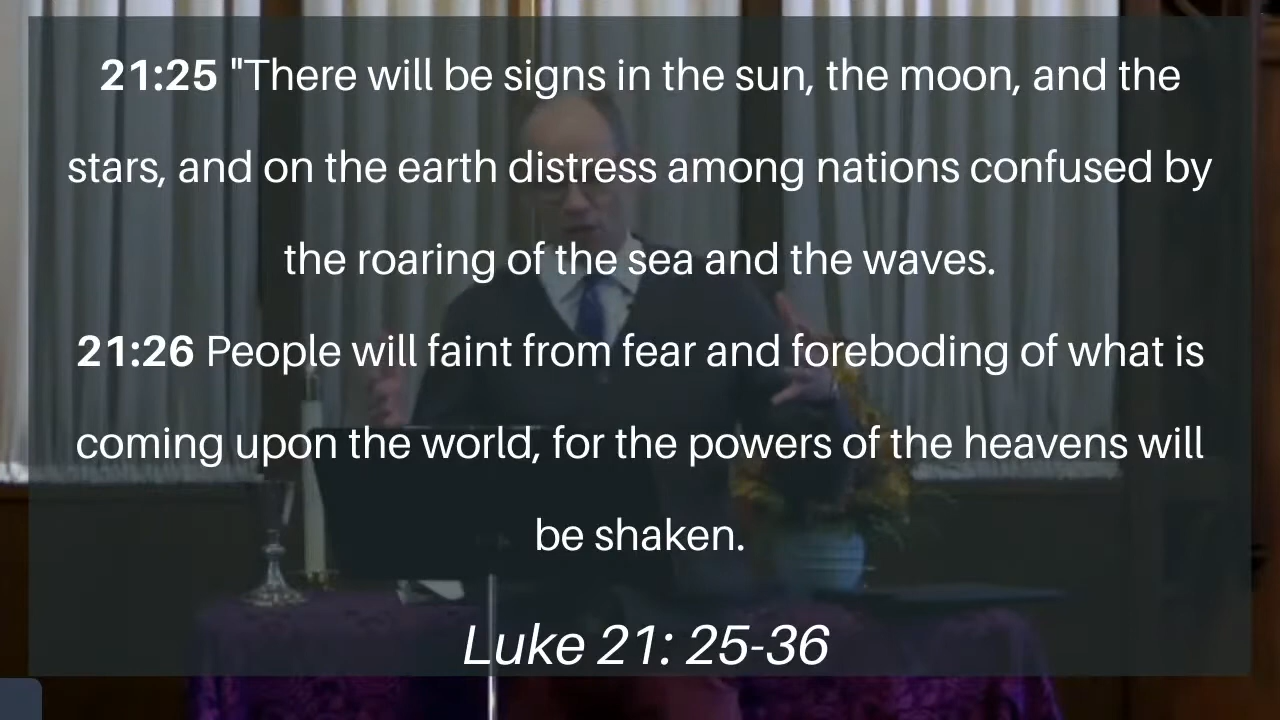 21:25 "There will be signs in the sun, the moon, and the
stars, and on the earth distress among nations confused by
the roaring of the sea and the waves.
21:26 People will faint from fear and foreboding of what is
coming upon the world, for the powers of the heavens will
be shaken.
Luke 21: 25-36